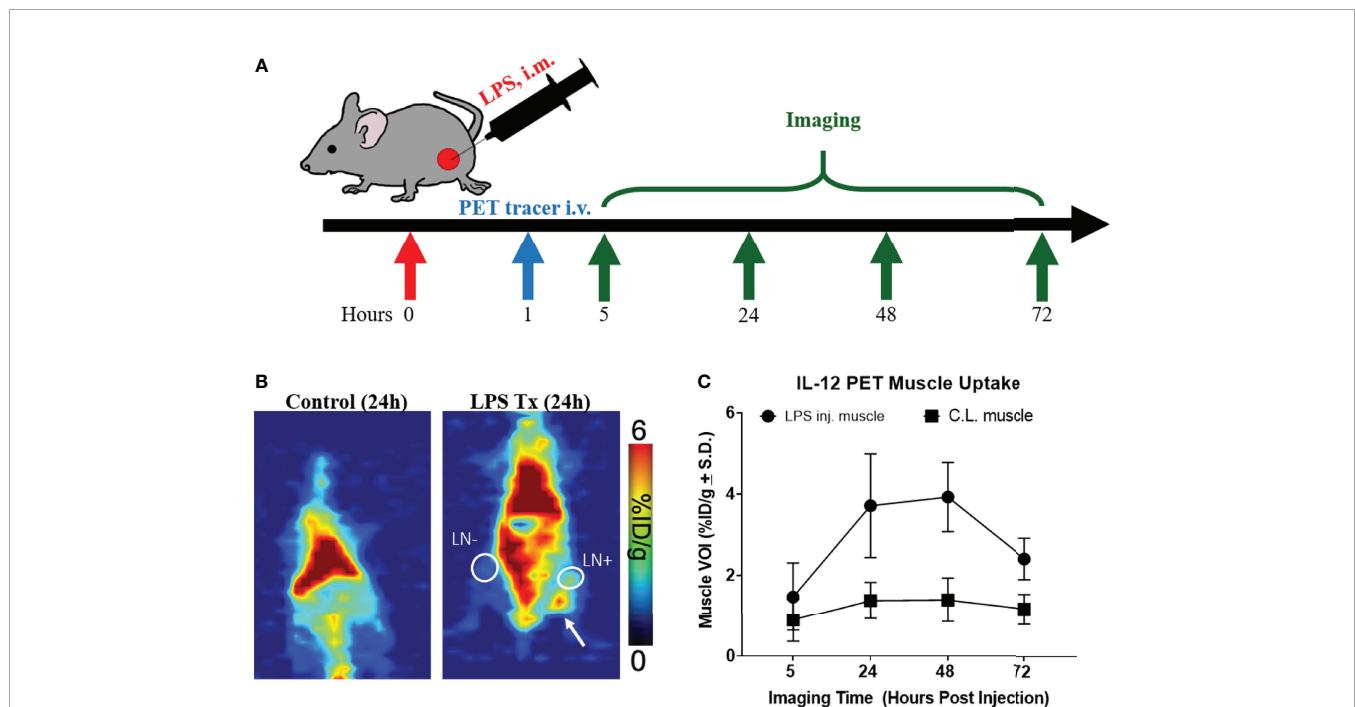 A
LPS, i.m.
Imaging
PET tracer i.v.
Hours 0 1 5 24 48 72
B
Control (24h)
LPS Tx (24h)
LN-
LN+
6
%ID/g
0
C
IL-12 PET Muscle Uptake
LPS inj. muscle
C.L. muscle
Muscle VOI (%ID/g ± S.D.)
6
4
2
0
5 24 48 72
Imaging Time (Hours Post Injection)